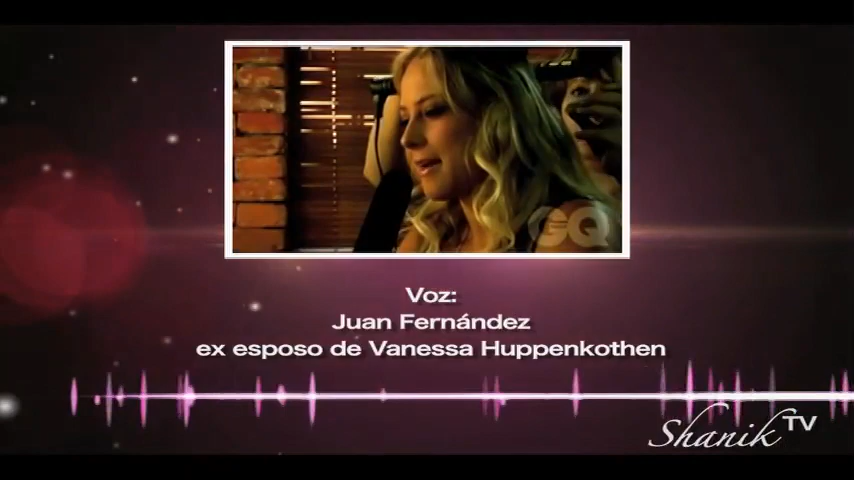 GQ
Voz:
Juan Fernández
ex esposo de Vanessa Huppenkothen
Shanik TV